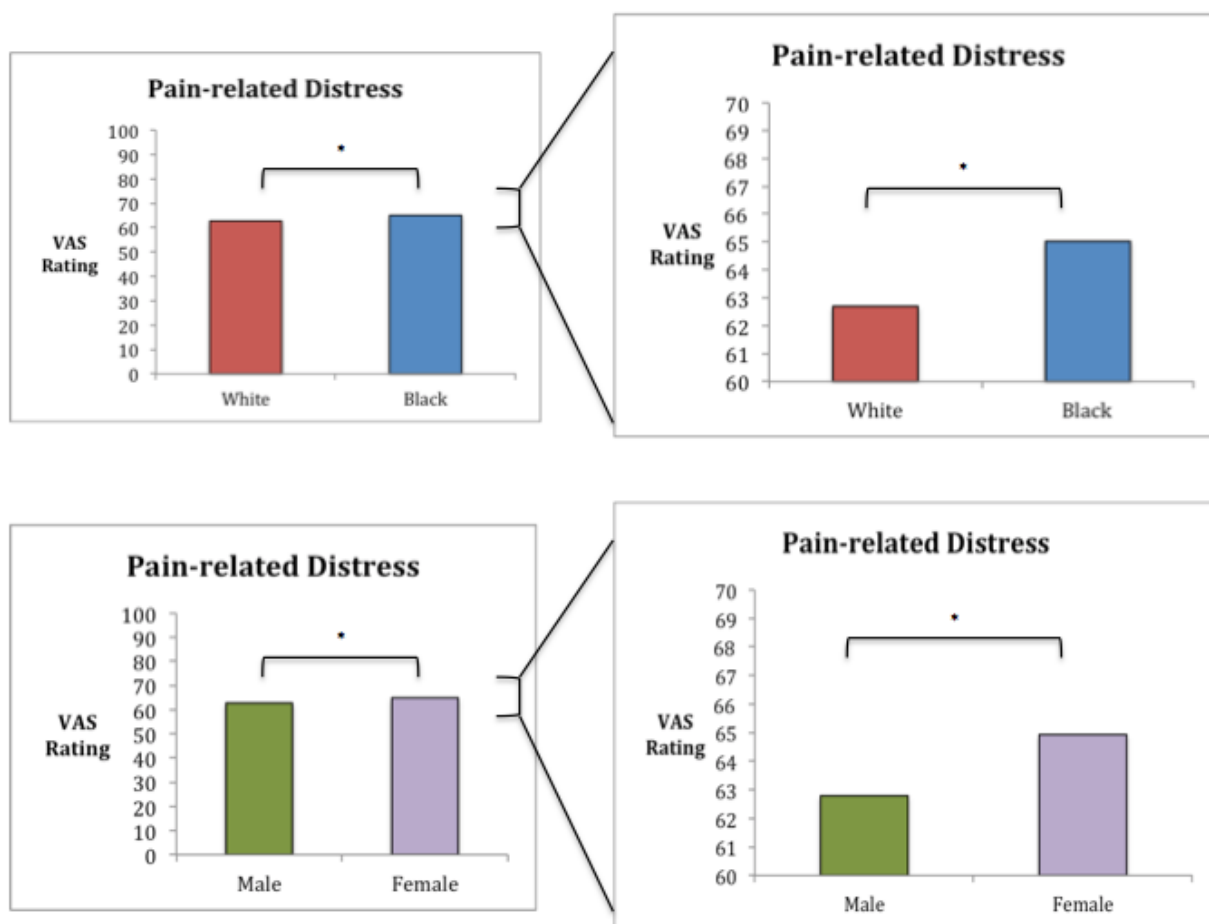 Pain-related Distress
100
90
80
70
60
50
40
30
20
10
0
VAS
Rating
*
White
Black
Pain-related Distress
70
69
68
67
66
65
64
63
62
61
60
VAS
Rating
*
White
Black
Pain-related Distress
100
90
80
70
60
50
40
30
20
10
0
VAS
Rating
*
Male
Female
Pain-related Distress
70
69
68
67
66
65
64
63
62
61
60
VAS
Rating
*
Male
Female